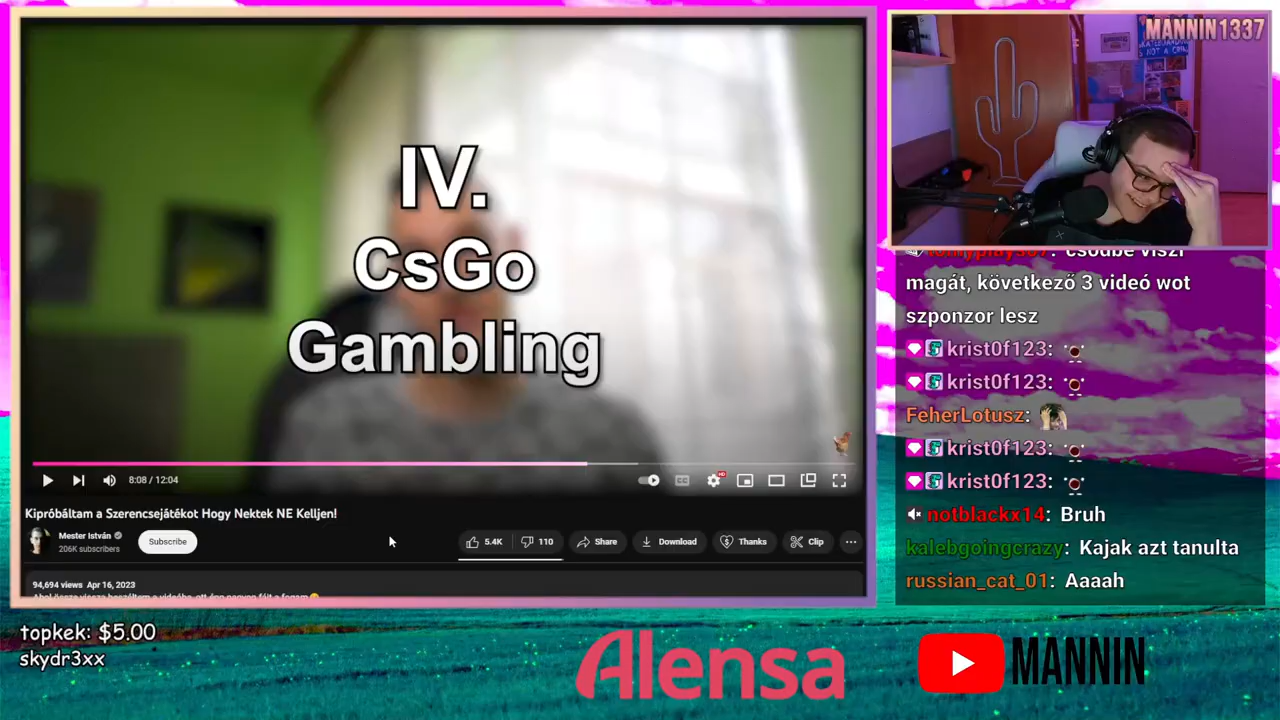 IV.
CsGo
Gambling
8:08 / 12:04
HD
Kipróbáltam a Szerencsejátékot Hogy Nektek NE Kelljen!
Mester István
206K subscribers
Subscribe
5.4K
110
Share
Download
Thanks
Clip
94,694 views Apr 16, 2023
topkek: $5.00
skydr3xx
Alensa
MANNIN
MANNIN1337
csődbe viszi
magát, következő 3 videó wot
szponzor lesz
krist0f123:
krist0f123:
FeherLotusz:
krist0f123:
krist0f123:
notblackx14: Bruh
kalebgoingcrazy: Kajak azt tanulta
russian_cat_01: Aaaah